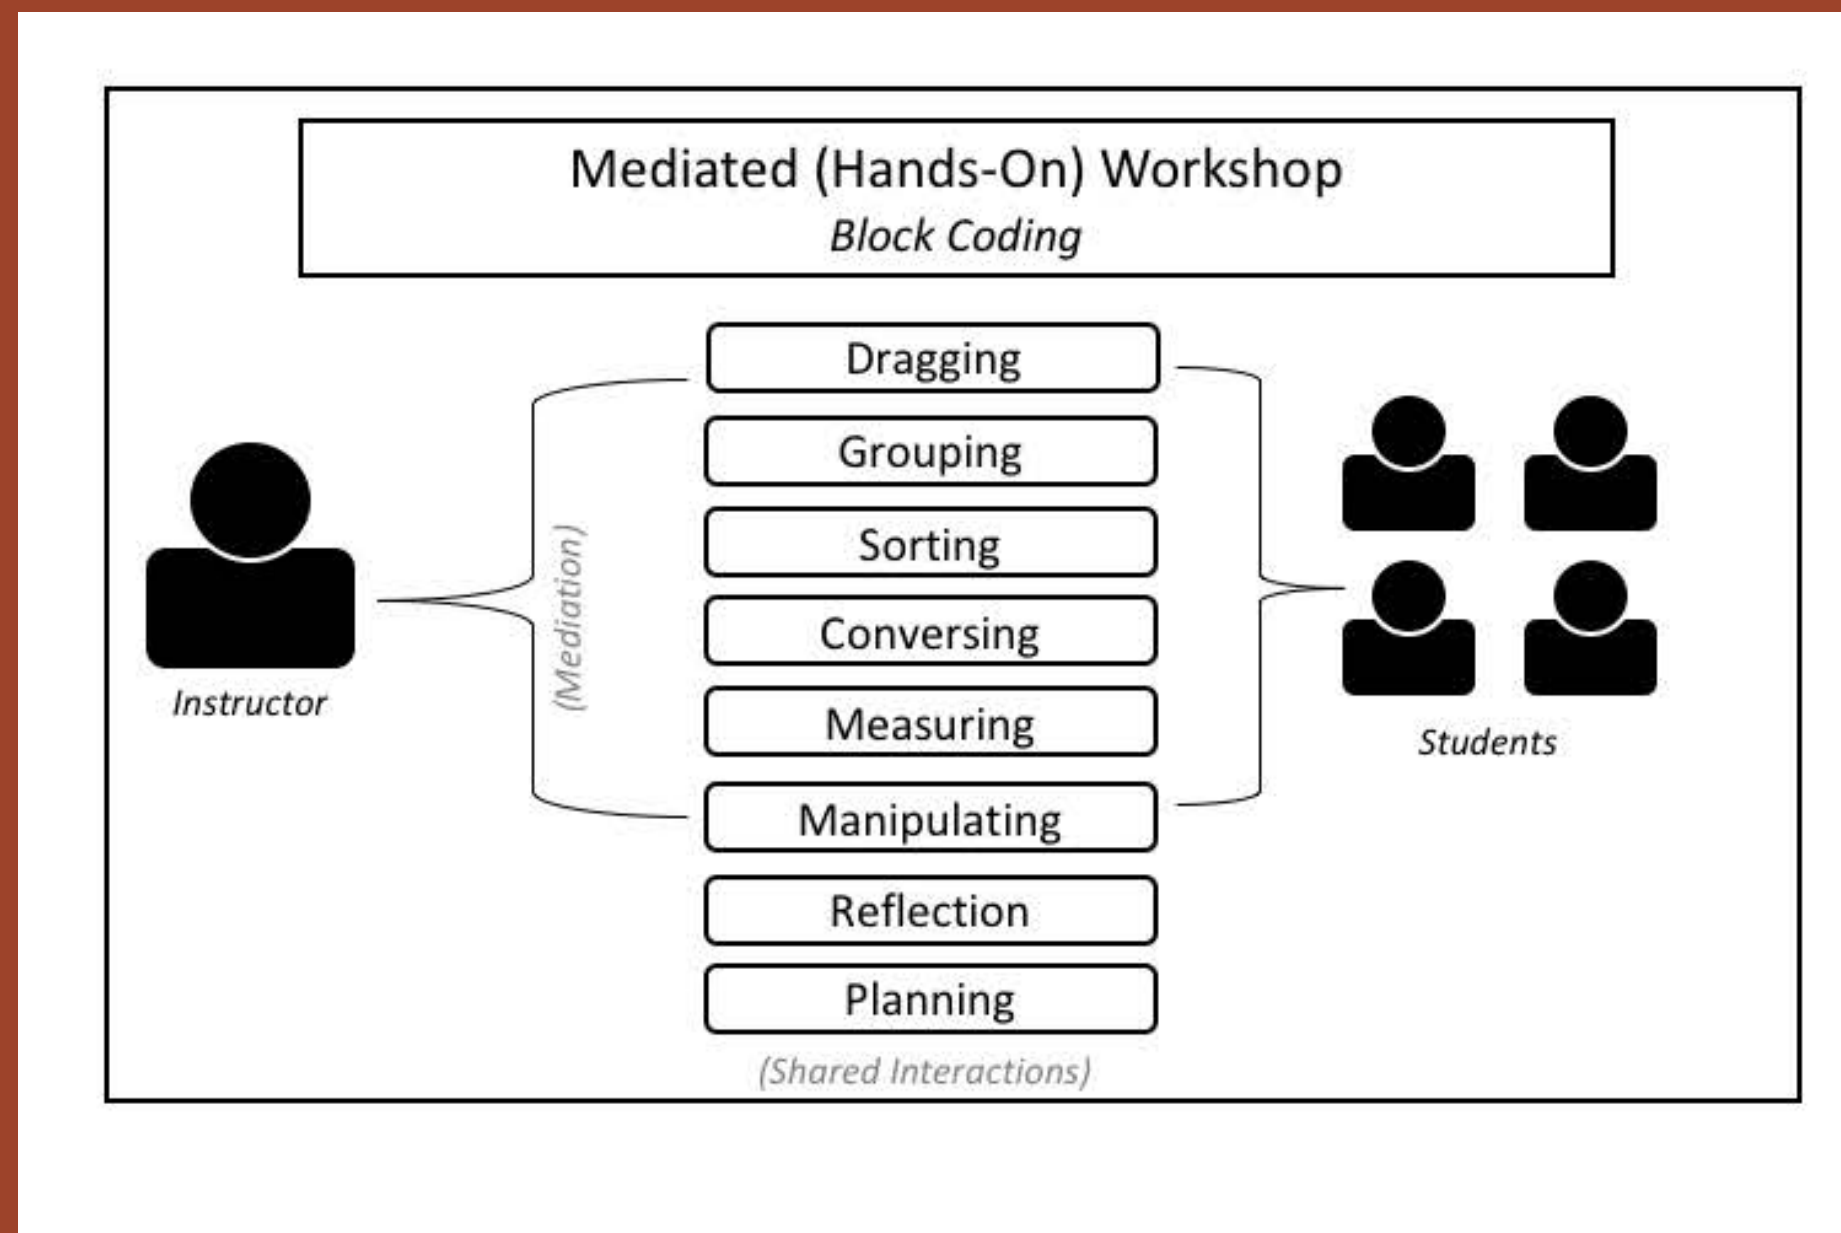 Mediated (Hands-On) Workshop
Block Coding
Dragging
Grouping
Sorting
Conversing
Measuring
Manipulating
Reflection
Planning
(Shared Interactions)
(Mediation)
Instructor
Students